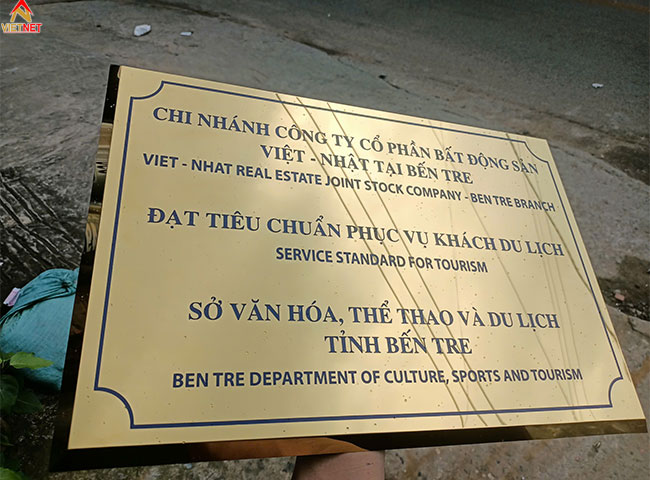 VIETNET
CHI NHÁNH CÔNG TY CỔ PHẦN BẤT ĐỘNG SẢN
VIỆT - NHẬT TẠI BẾN TRE
VIET - NHAT REAL ESTATE JOINT STOCK COMPANY - BEN TRE BRANCH
ĐẠT TIÊU CHUẨN PHỤC VỤ KHÁCH DU LỊCH
SERVICE STANDARD FOR TOURISM
SỞ VĂN HÓA, THỂ THAO VÀ DU LỊCH
TỈNH BẾN TRE
BEN TRE DEPARTMENT OF CULTURE, SPORTS AND TOURISM